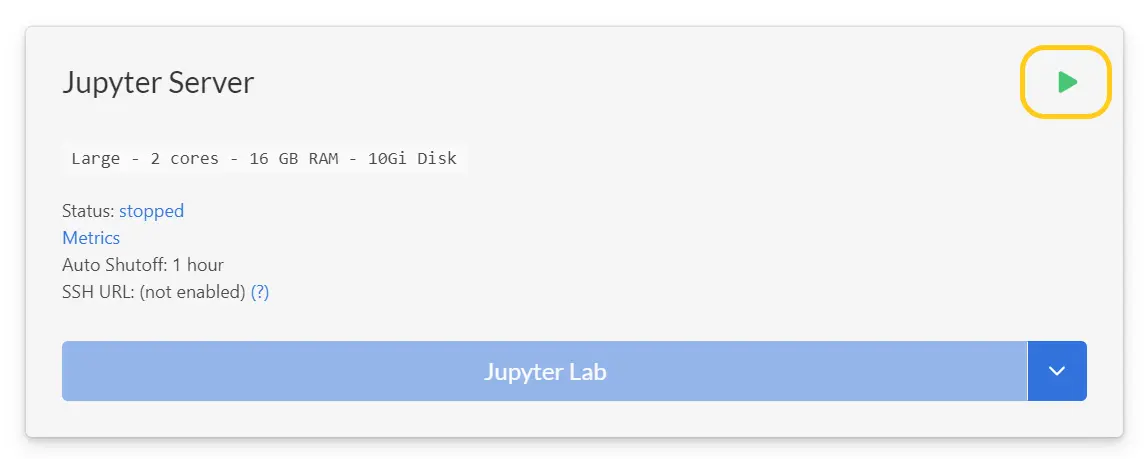 Jupyter Server
Large - 2 cores - 16 GB RAM - 10Gi Disk
Status: stopped
Metrics
Auto Shutoff: 1 hour
SSH URL: (not enabled) (?)
Jupyter Lab